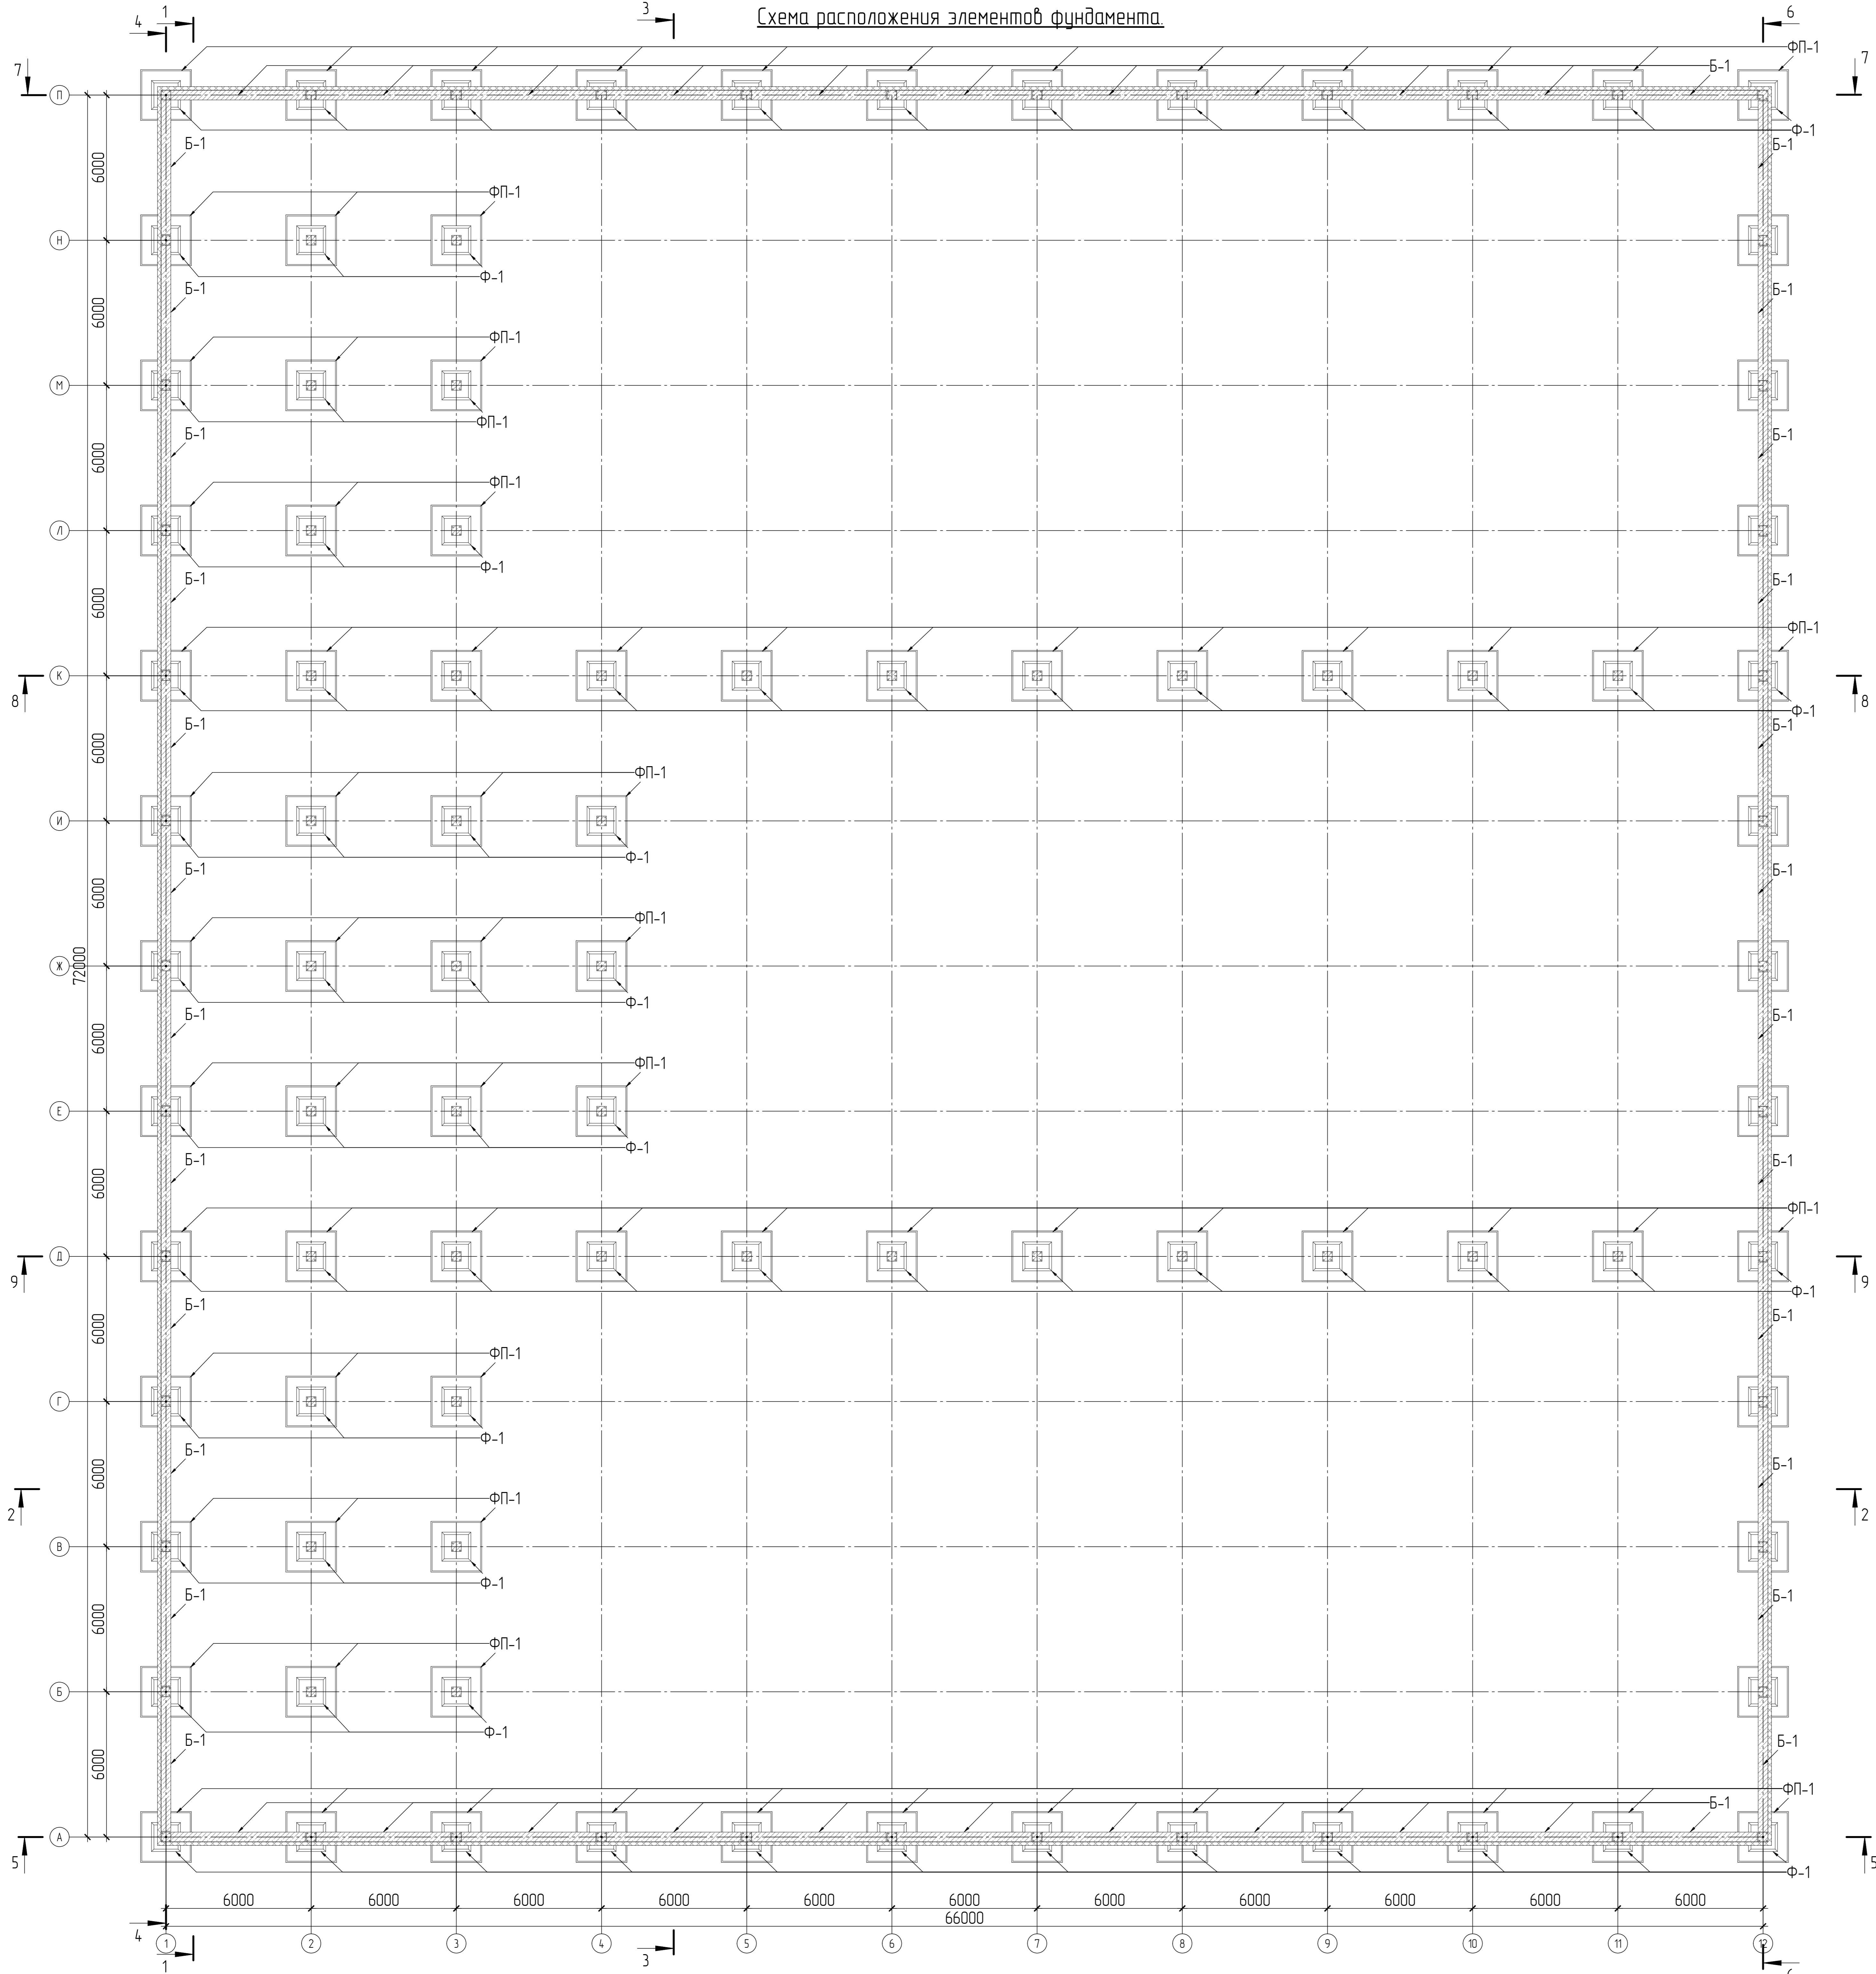 Схема расположения элементов фундамента.
1
4
3
6
ФП-1
7
Б-1
7
П
Ф-1
Б-1
Б-1
6000
ФП-1
Н
Ф-1
Б-1
Б-1
6000
ФП-1
М
ФП-1
Б-1
Б-1
6000
ФП-1
Л
Ф-1
Б-1
Б-1
6000
ФП-1
ФП-1
К
8
8
Ф-1
Б-1
Б-1
6000
ФП-1
И
Ф-1
Б-1
Б-1
6000
ФП-1
Ж
72000
Ф-1
Б-1
Б-1
6000
ФП-1
Е
Ф-1
Б-1
Б-1
6000
ФП-1
Д
9
9
Ф-1
Б-1
Б-1
6000
ФП-1
Г
Ф-1
Б-1
Б-1
6000
ФП-1
2
2
В
Ф-1
Б-1
Б-1
6000
ФП-1
Б
Ф-1
Б-1
Б-1
6000
ФП-1
Б-1
А
5
5
Ф-1
6000 6000 6000 6000 6000 6000 6000 6000 6000 6000 6000
66000
4
1 2 3 4 5 6 7 8 9 10 11 12
1
3